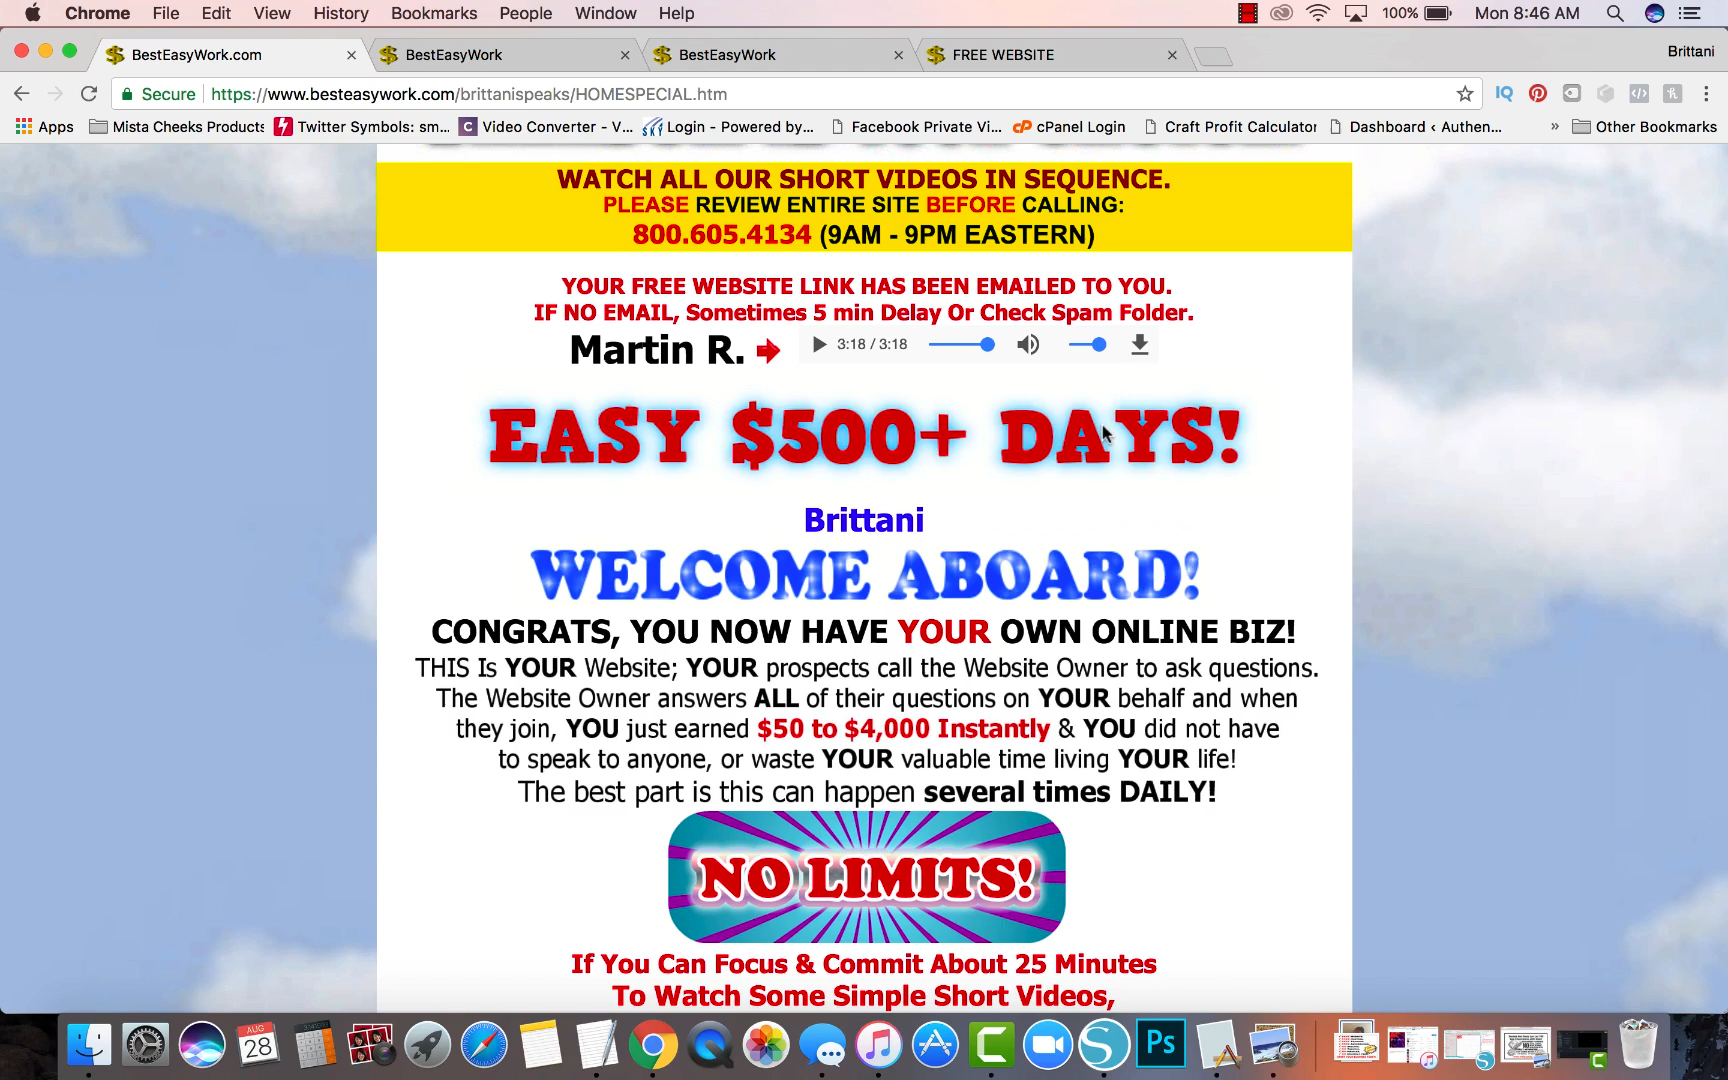 Chrome File Edit View History Bookmarks People Window Help 100% Mon 8:46 AM
BestEasyWork.com BestEasyWork BestEasyWork FREE WEBSITE Brittani
Secure https://www.besteasywork.com/brittanispeaks/HOMESPECIAL.htm IQ
Apps Mista Cheeks Products Twitter Symbols: sm... Video Converter - V... Login - Powered by... Facebook Private Vi... cPanel Login Craft Profit Calculator Dashboard ‹ Authen... » Other Bookmarks
WATCH ALL OUR SHORT VIDEOS IN SEQUENCE.
PLEASE REVIEW ENTIRE SITE BEFORE CALLING:
800.605.4134 (9AM - 9PM EASTERN)
YOUR FREE WEBSITE LINK HAS BEEN EMAILED TO YOU.
IF NO EMAIL, Sometimes 5 min Delay Or Check Spam Folder.
Martin R. 3:18 / 3:18
EASY $500+ DAYS!
Brittani
WELCOME ABOARD!
CONGRATS, YOU NOW HAVE YOUR OWN ONLINE BIZ!
THIS Is YOUR Website; YOUR prospects call the Website Owner to ask questions.
The Website Owner answers ALL of their questions on YOUR behalf and when
they join, YOU just earned $50 to $4,000 Instantly & YOU did not have
to speak to anyone, or waste YOUR valuable time living YOUR life!
The best part is this can happen several times DAILY!
NO LIMITS!
If You Can Focus & Commit About 25 Minutes
To Watch Some Simple Short Videos,
AUG
28
Ps